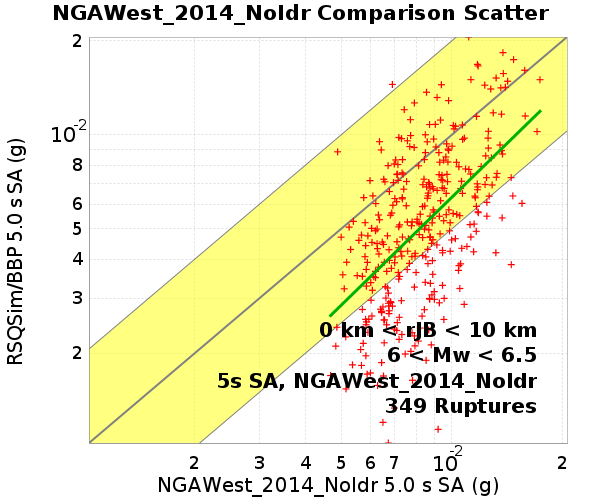 NGAWest_2014_NoIdr Comparison Scatter
2
10-2
8
6
5
4
3
2
RSQSim/BBP 5.0 s SA (g)
0 km < rJB < 10 km
6 < Mw < 6.5
5s SA, NGAWest_2014_NoIdr
349 Ruptures
2 3 4 5 6 7 10-2 2
NGAWest_2014_NoIdr 5.0 s SA (g)